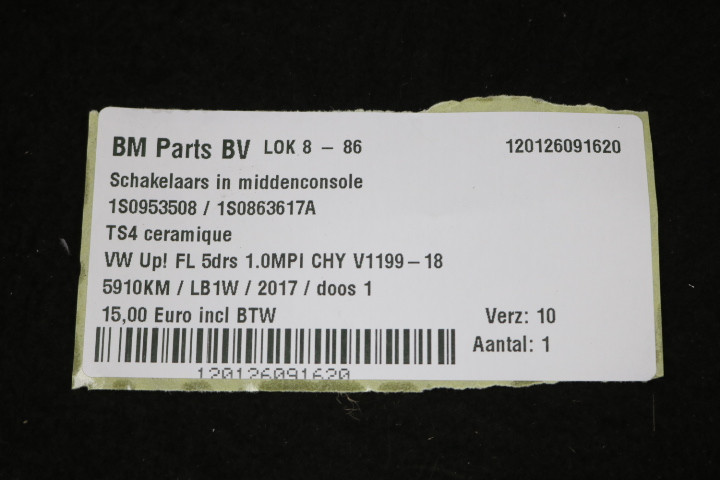 BM Parts BV LOK 8 - 86 120126091620
Schakelaars in middenconsole
1S0953508 / 1S0863617A
TS4 ceramique
VW Up! FL 5drs 1.0MPI CHY V1199-18
5910KM / LB1W / 2017 / doos 1
15,00 Euro incl BTW Verz: 10
Aantal: 1
120126091620